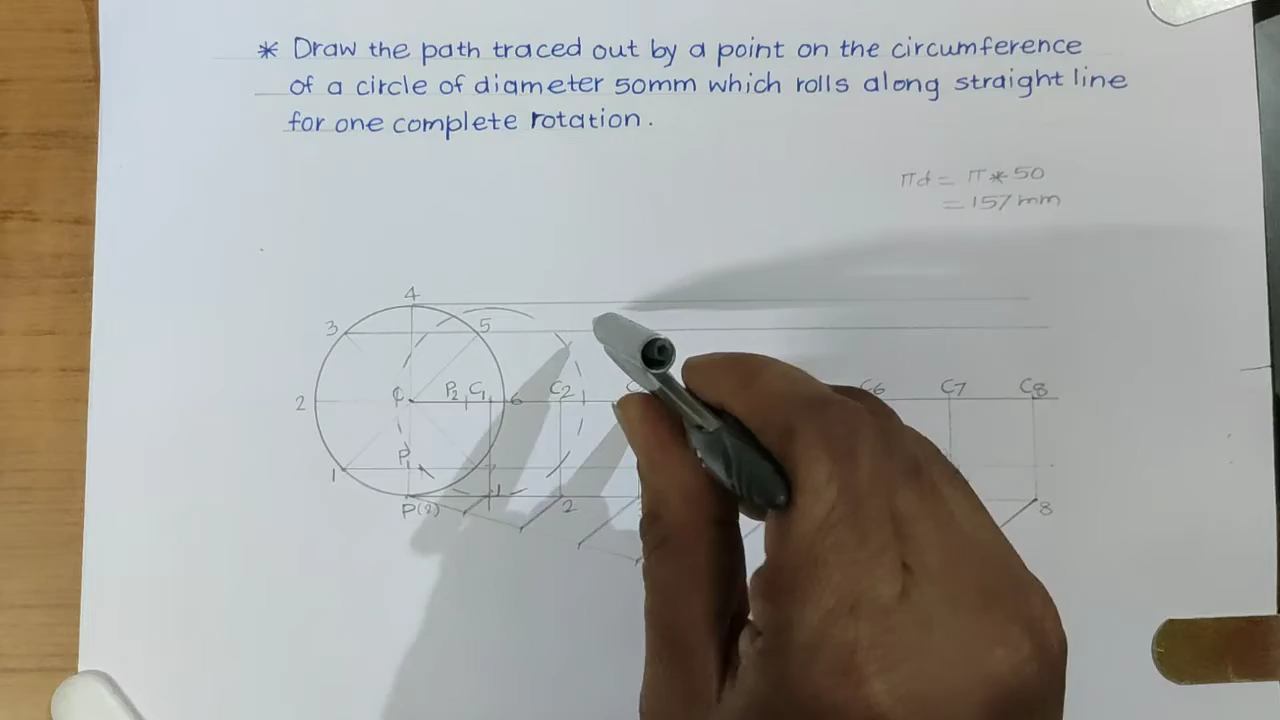 * Draw the path traced out by a point on the circumference
of a circle of diameter 50mm which rolls along straight line
for one complete rotation.
πd = π * 50
= 157 mm
4
3 5
2 C P2 C1 6 C2 C6 C7 C8
1 P1
P(0) 1 2 8